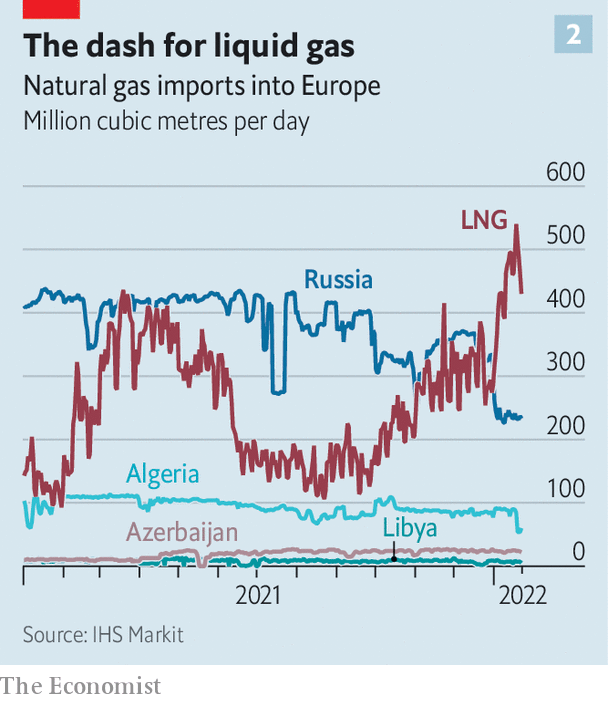 2
The dash for liquid gas
Natural gas imports into Europe
Million cubic metres per day
600
LNG
500
Russia
400
300
200
Algeria
100
Azerbaijan
Libya
0
2021
2022
Source: IHS Markit
The Economist